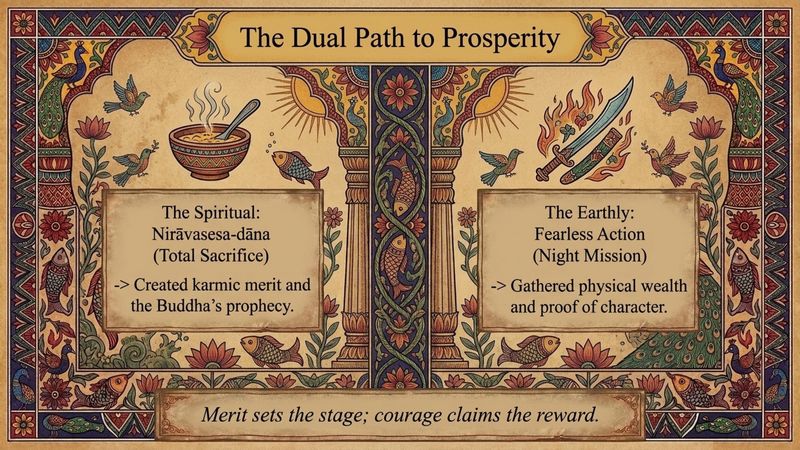 The Dual Path to Prosperity
The Spiritual:
Nirāvasesa-dāna
(Total Sacrifice)
-> Created karmic merit and
the Buddha's prophecy.
The Earthly:
Fearless Action
(Night Mission)
-> Gathered physical wealth
and proof of character.
Merit sets the stage; courage claims the reward.